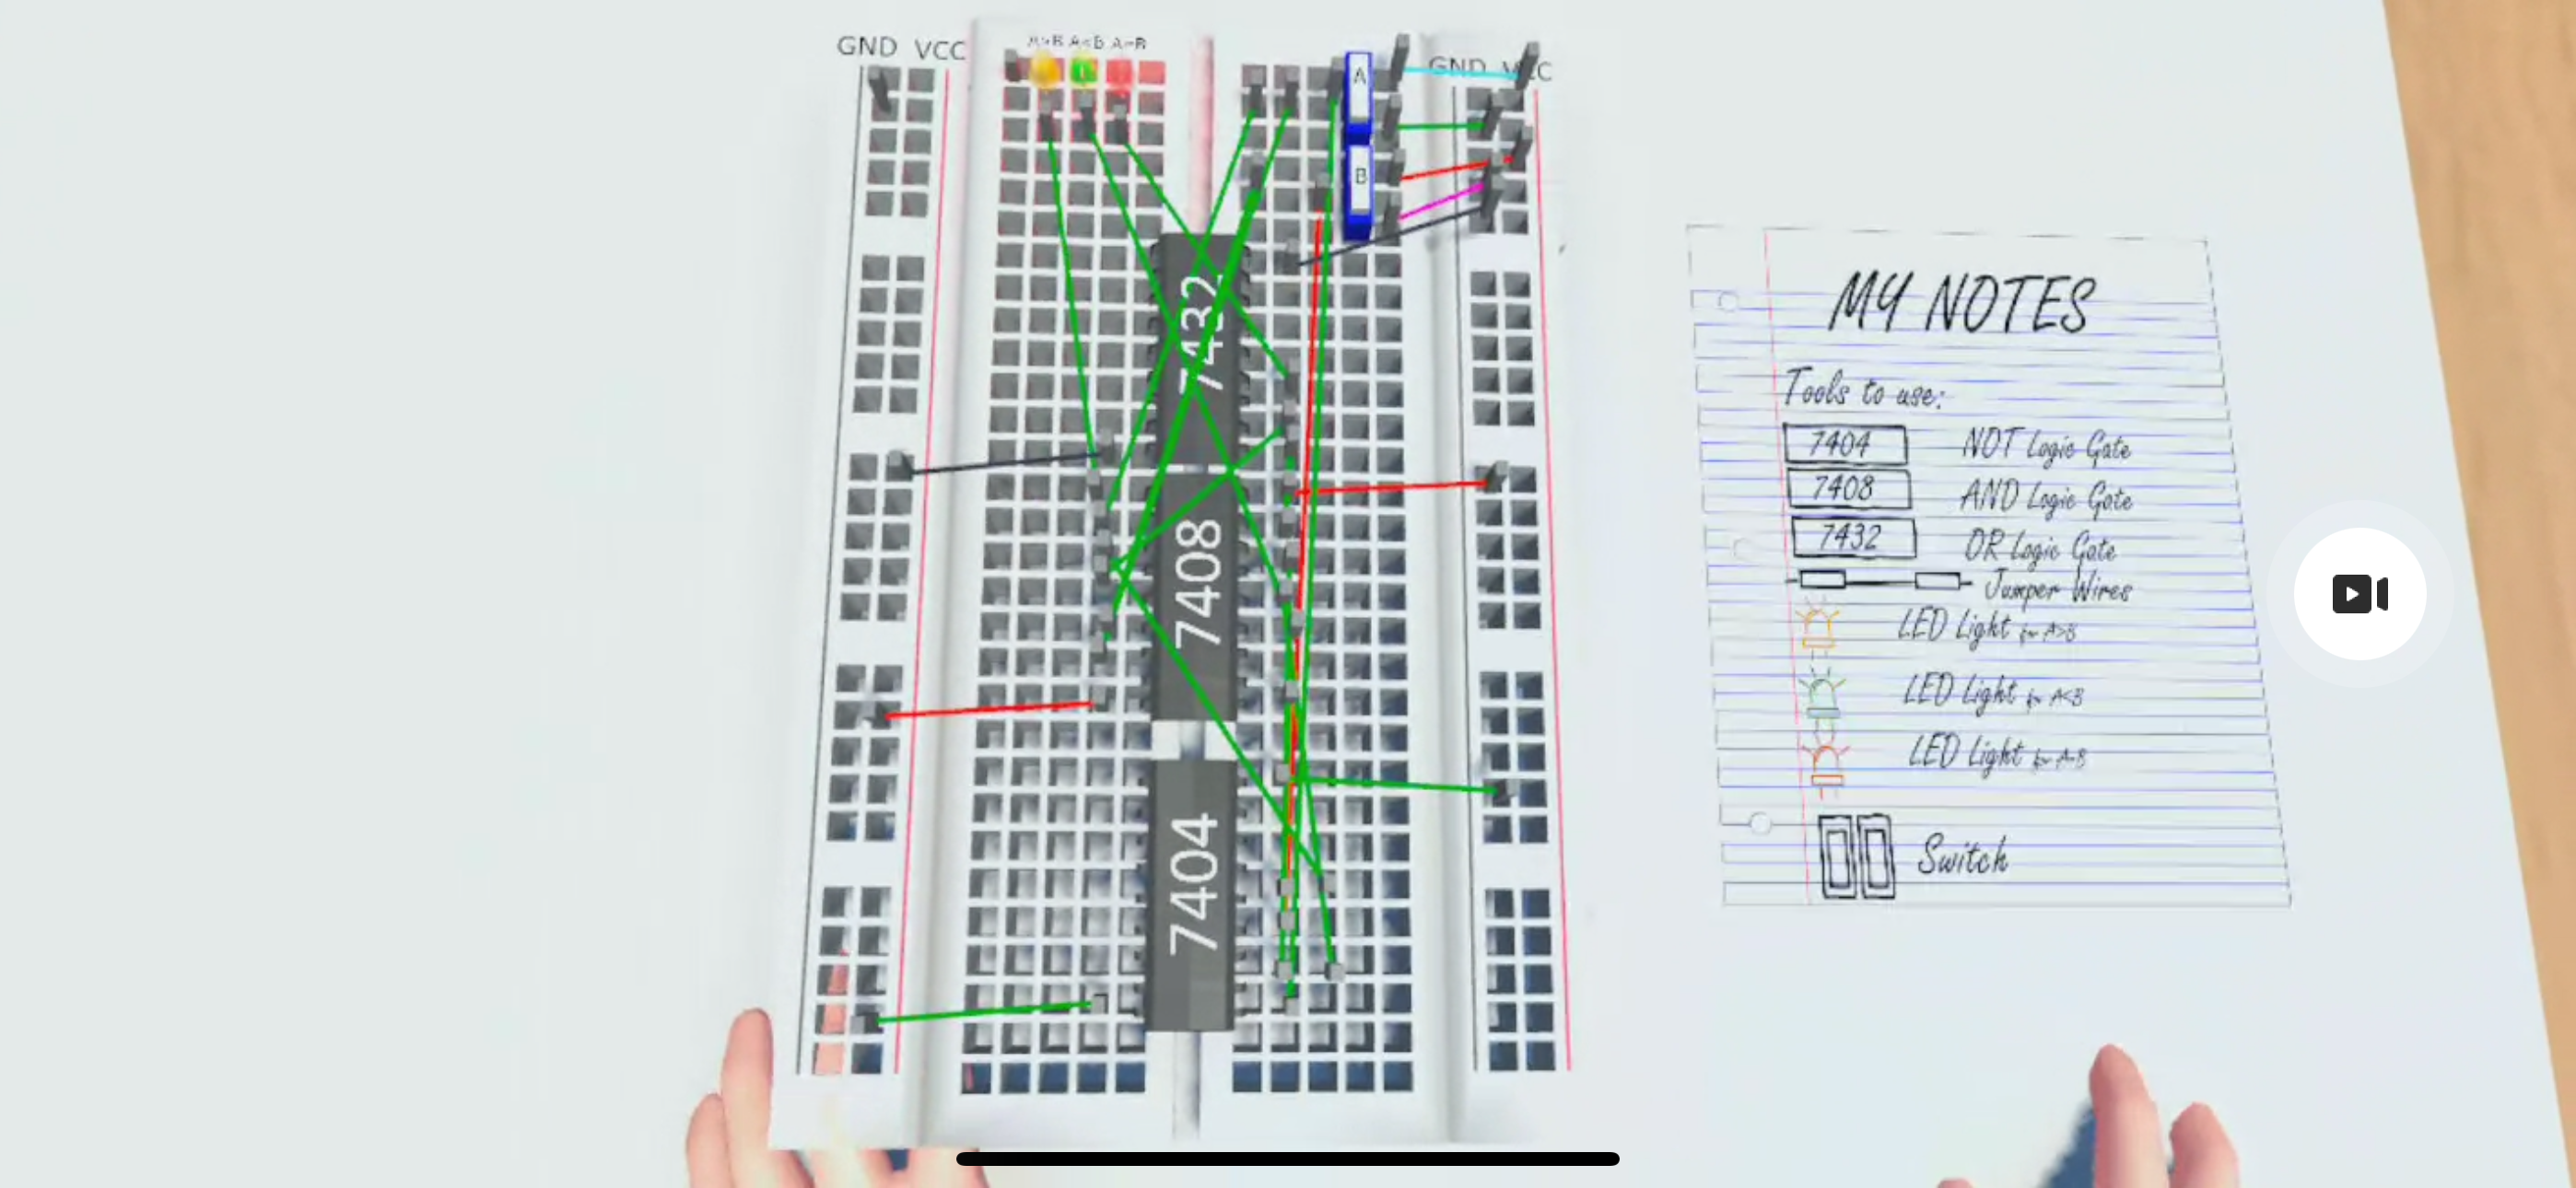 GND VCC
A>B A<B A=B
A
GND VCC
B
7432
7408
7404
MY NOTES
Tools to use:
7404 NOT Logic Gate
7408 AND Logic Gate
7432 OR Logic Gate
Jumper Wires
LED Light for A>B
LED Light for A<B
LED Light for A=B
Switch